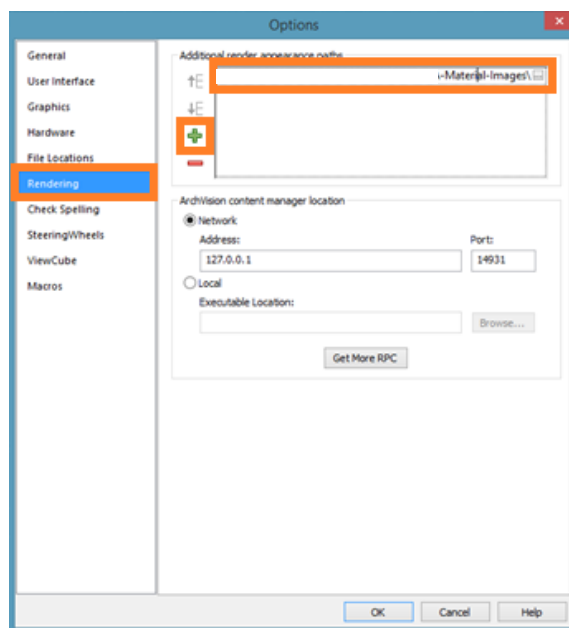 Options
General
User Interface
Graphics
Hardware
File Locations
Rendering
Check Spelling
SteeringWheels
ViewCube
Macros
Additional render appearance paths
-Material-Images\
ArchVision content manager location
Network
Address:
Port:
127.0.0.1
14931
Local
Executable Location:
Browse...
Get More RPC
OK
Cancel
Help